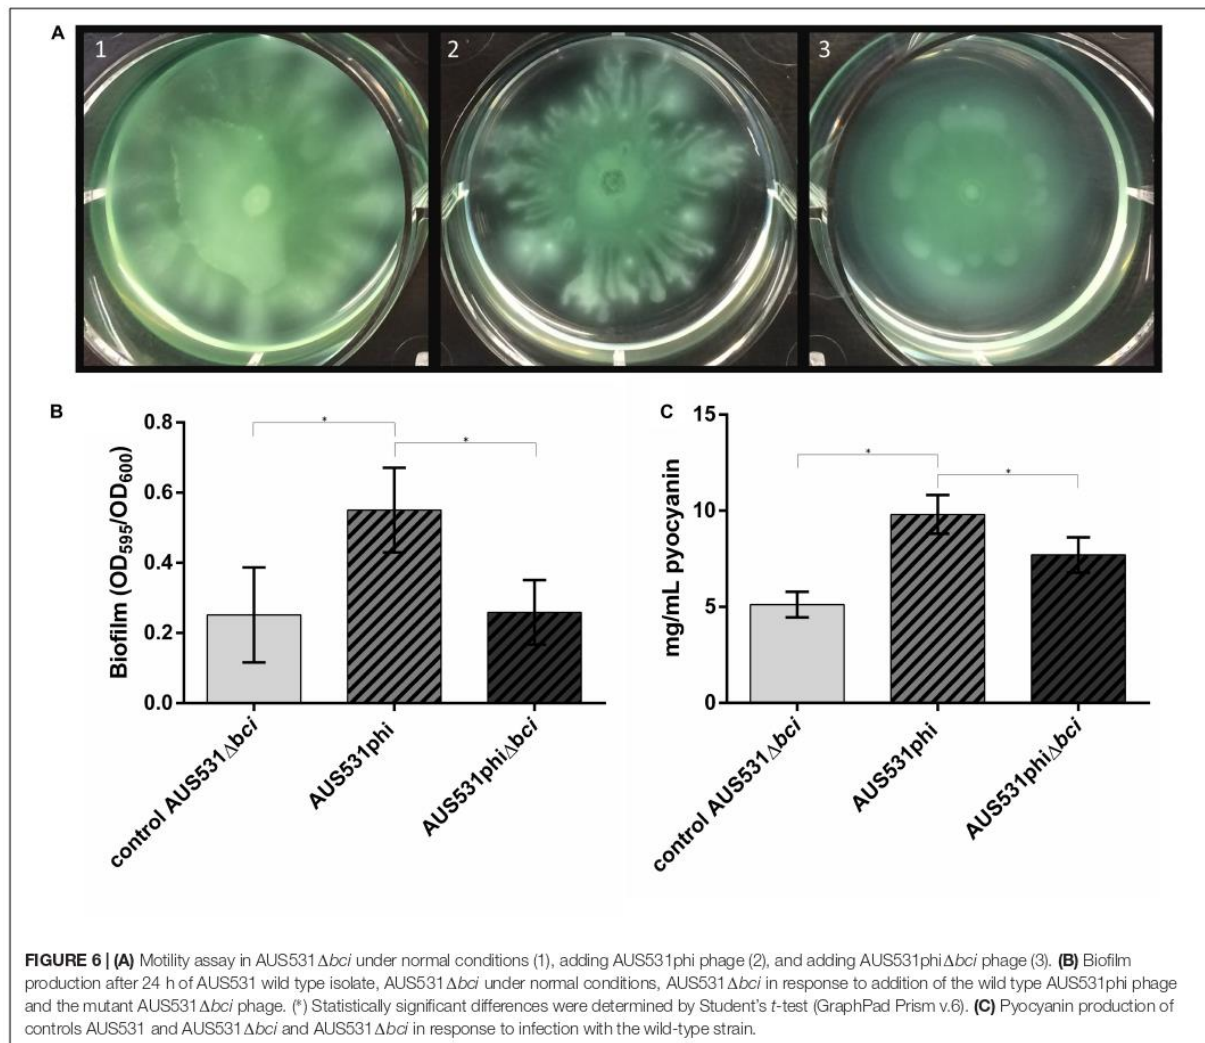 A
1
2
3
B
0.8
0.6
0.4
0.2
0.0
Biofilm (OD595/OD600)
*
*
control AUS531Δbci
AUS531phi
AUS531phiΔbci
C
15
10
5
0
mg/mL pyocyanin
*
*
control AUS531Δbci
AUS531phi
AUS531phiΔbci
FIGURE 6 | (A) Motility assay in AUS531Δbci under normal conditions (1), adding AUS531phi phage (2), and adding AUS531phiΔbci phage (3). (B) Biofilm
production after 24 h of AUS531 wild type isolate, AUS531Δbci under normal conditions, AUS531Δbci in response to addition of the wild type AUS531phi phage
and the mutant AUS531Δbci phage. (*) Statistically significant differences were determined by Student's t-test (GraphPad Prism v.6). (C) Pyocyanin production of
controls AUS531 and AUS531Δbci and AUS531Δbci in response to infection with the wild-type strain.